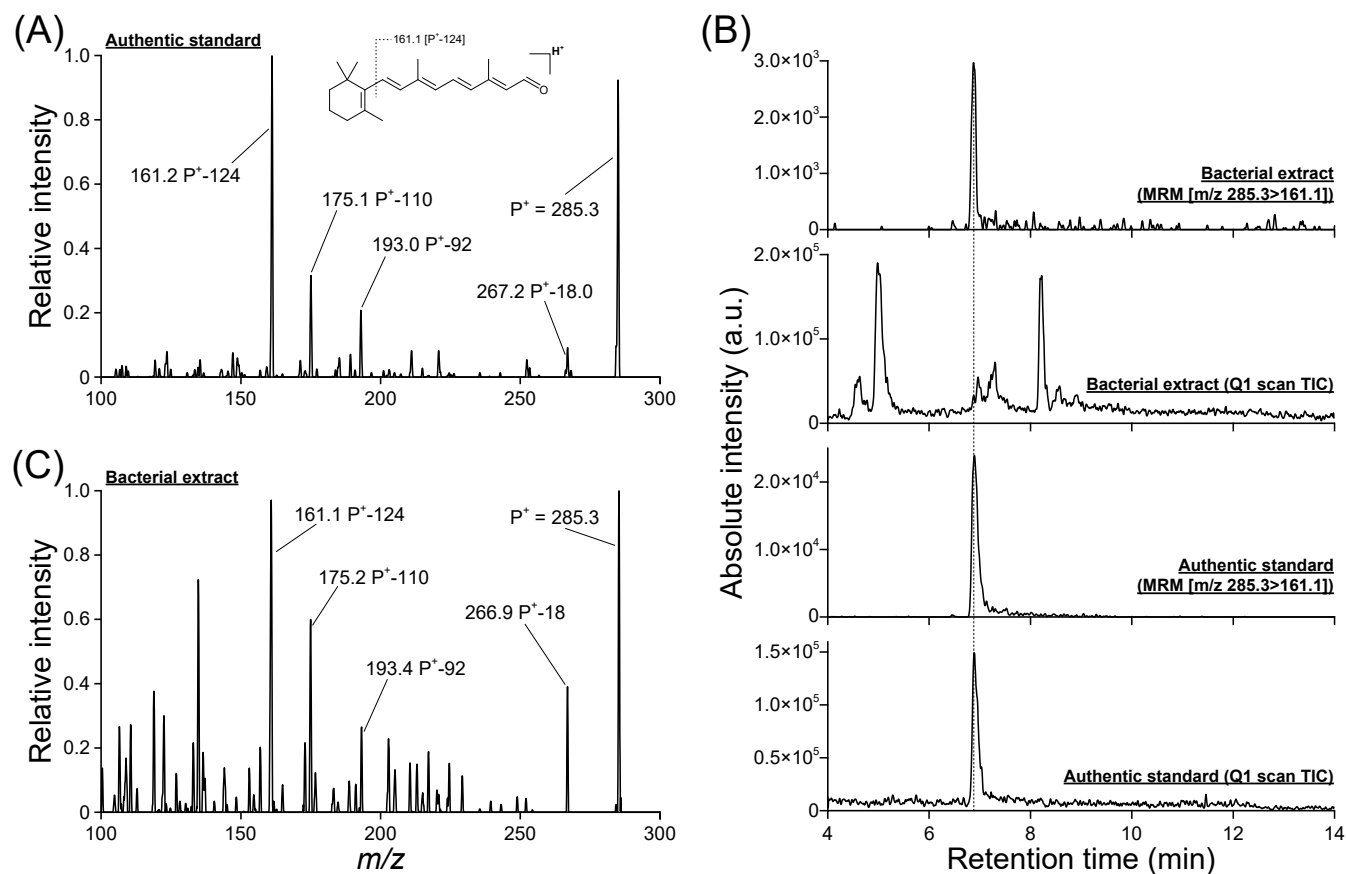 (A)
Authentic standard
161.1 [P⁺-124]
H⁺
O
161.2 P⁺-124
175.1 P⁺-110
193.0 P⁺-92
P⁺ = 285.3
267.2 P⁺-18.0
Relative intensity
1.0
0.8
0.6
0.4
0.2
0
100
150
200
250
300
(C)
Bacterial extract
161.1 P⁺-124
P⁺ = 285.3
175.2 P⁺-110
266.9 P⁺-18
193.4 P⁺-92
Relative intensity
1.0
0.8
0.6
0.4
0.2
0
100
150
200
250
300
m/z
(B)
Absolute intensity (a.u.)
3.0×10³
2.0×10³
1.0×10³
0
Bacterial extract
(MRM [m/z 285.3>161.1])
2.0×10⁵
1.0×10⁵
0
Bacterial extract (Q1 scan TIC)
2.0×10⁴
1.0×10⁴
0
Authentic standard
(MRM [m/z 285.3>161.1])
1.5×10⁵
1.0×10⁵
0.5×10⁵
0
Authentic standard (Q1 scan TIC)
4
6
8
10
12
14
Retention time (min)